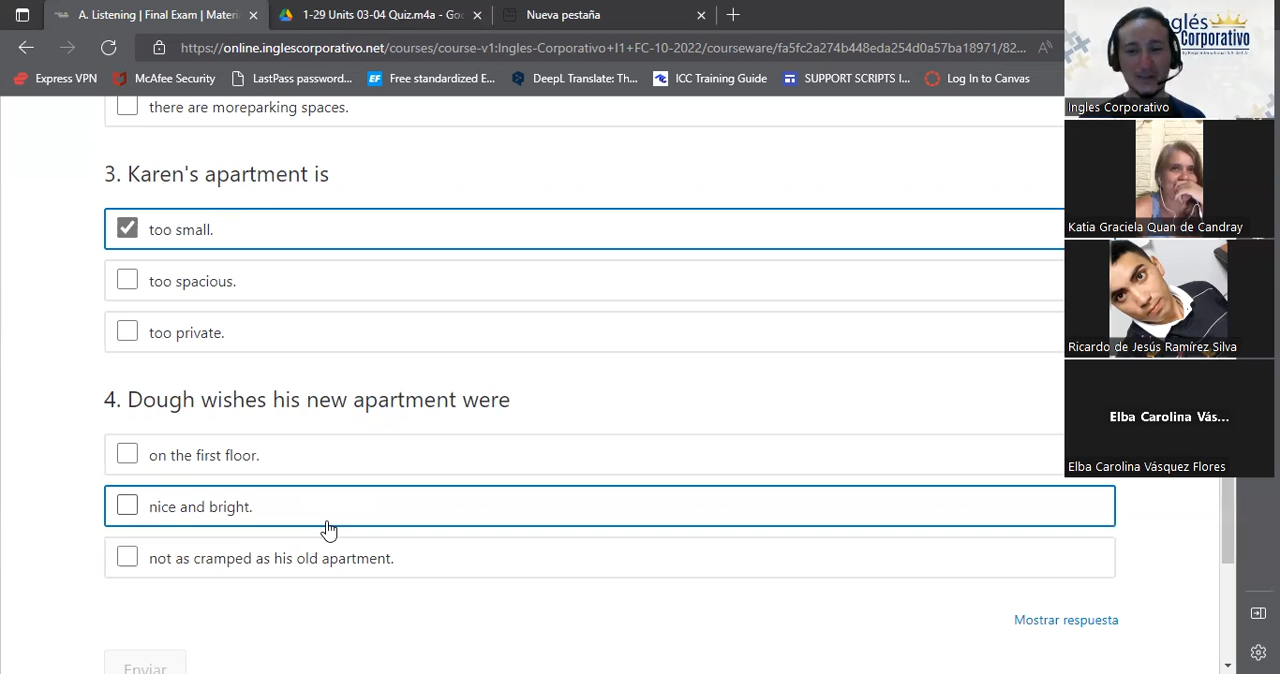 A. Listening | Final Exam | Materi
1-29 Units 03-04 Quiz.m4a - Goo
Nueva pestaña
https://online.inglescorporativo.net/courses/course-v1:Ingles-Corporativo+I1+FC-10-2022/courseware/fa5fc2a274b448eda254d0a57ba18971/82...
Express VPN
McAfee Security
LastPass password...
Free standardized E...
DeepL Translate: Th...
ICC Training Guide
SUPPORT SCRIPTS I...
Log In to Canvas
there are moreparking spaces.
3. Karen's apartment is
too small.
too spacious.
too private.
4. Dough wishes his new apartment were
on the first floor.
nice and bright.
not as cramped as his old apartment.
Mostrar respuesta
Enviar
Inglés
Corporativo
Ingles Corporativo
Katia Graciela Quan de Candray
Ricardo de Jesús Ramírez Silva
Elba Carolina Vás...
Elba Carolina Vásquez Flores